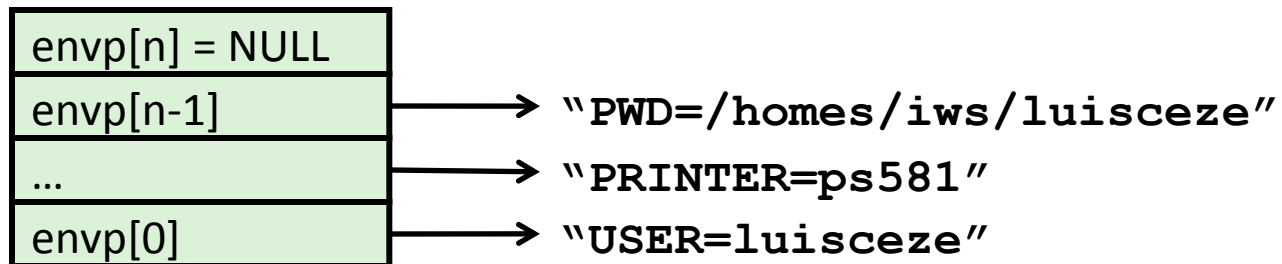 envp[n] = NULL
envp[n-1] “PWD=/homes/iws/luisceze”
… “PRINTER=ps581”
envp[0] “USER=luisceze”